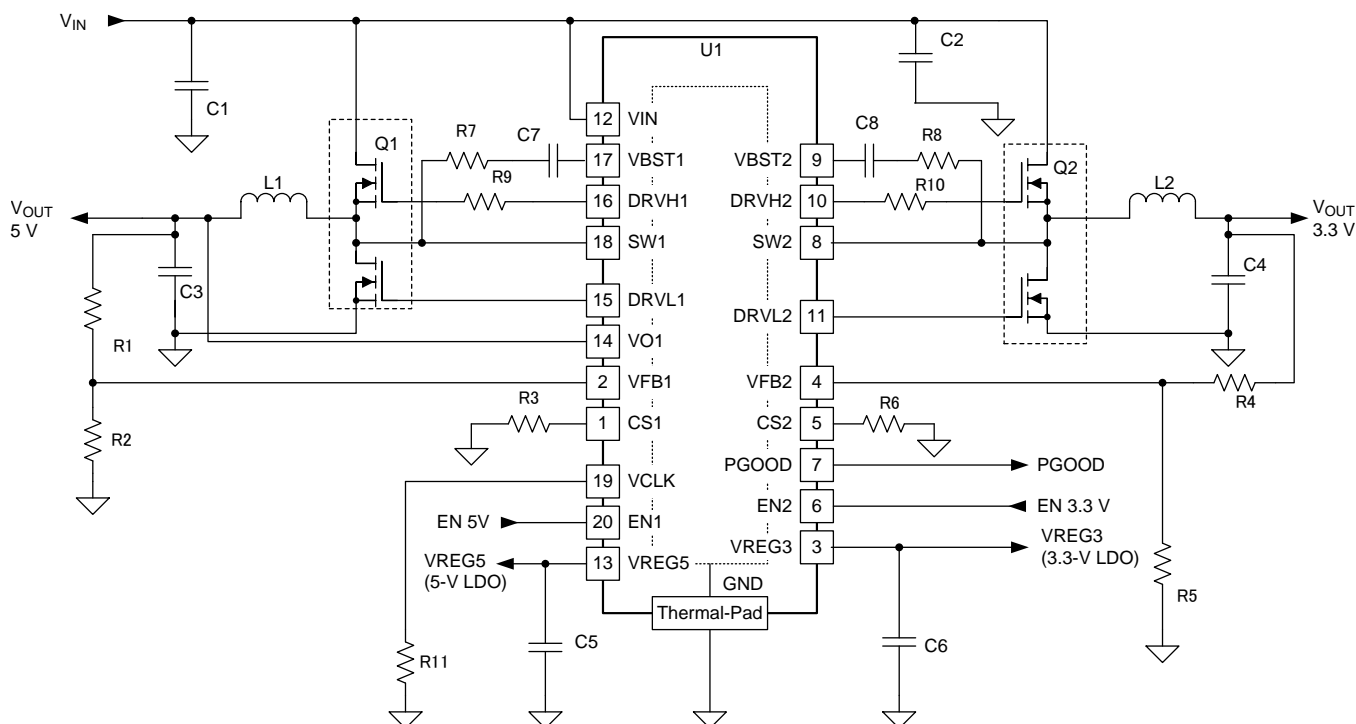 VIN
U1
C2
C1
12 VIN
R7 C7
17 VBST1
Q1
R9
16 DRVH1
L1
VOUT
5 V
18 SW1
C3
15 DRVL1
14 VO1
R1
2 VFB1
R3
1 CS1
R2
19 VCLK
EN 5V
20 EN1
VREG5
(5-V LDO)
13 VREG5
C5
R11
C8 R8
VBST2 9
Q2
R10
DRVH2 10
L2
VOUT
3.3 V
SW2 8
C4
DRVL2 11
VFB2 4
R4
R6
CS2 5
PGOOD 7 PGOOD
EN2 6 EN 3.3 V
VREG3 3
VREG3
(3.3-V LDO)
R5
GND
Thermal-Pad
C6